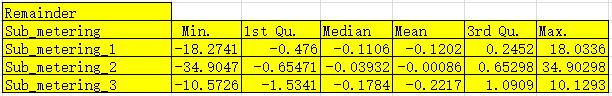 Remainder
Sub_metering Min. 1st Qu. Median Mean 3rd Qu. Max.
Sub_metering_1 -18.2741 -0.476 -0.1106 -0.1202 0.2452 18.0336
Sub_metering_2 -34.9047 -0.65471 -0.03932 -0.00086 0.65298 34.90298
Sub_metering_3 -10.5726 -1.5341 -0.1784 -0.2217 1.0909 10.1293